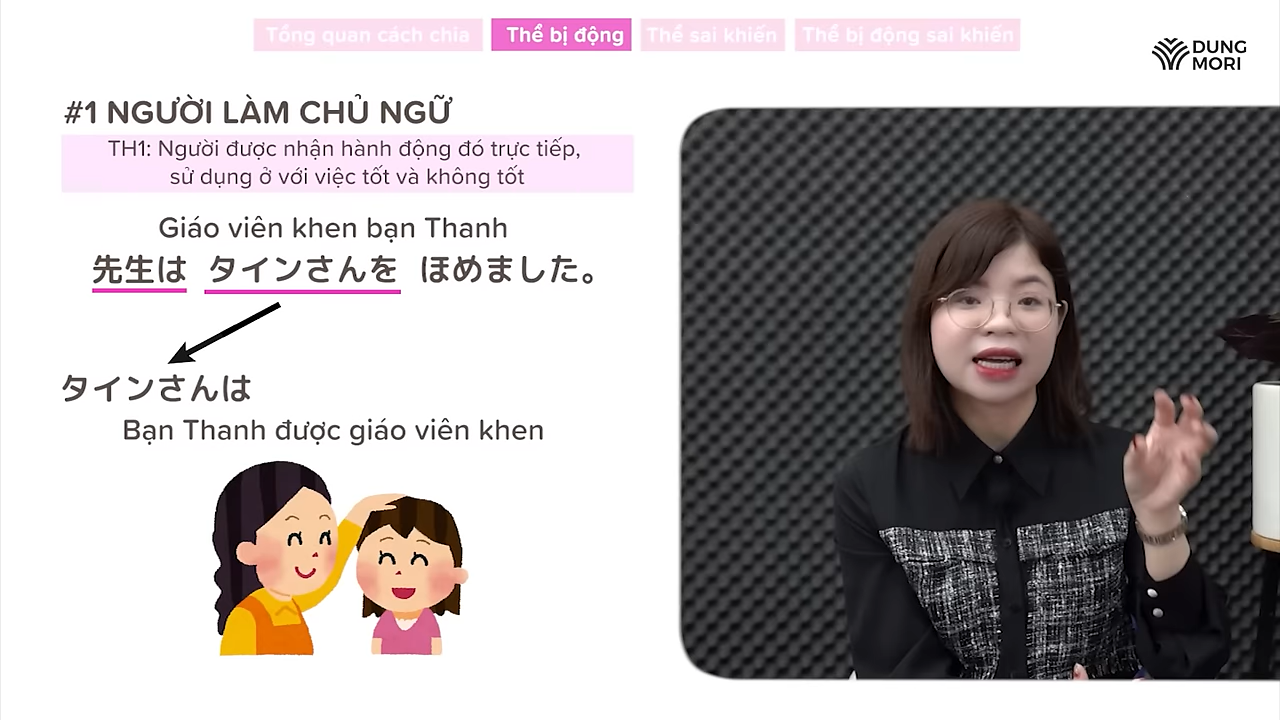 Tổng quan cách chia
Thể bị động
Thể sai khiến
Thể bị động sai khiến
DUNG
MORI
#1 NGƯỜI LÀM CHỦ NGỮ
TH1: Người được nhận hành động đó trực tiếp,
sử dụng ở với việc tốt và không tốt
Giáo viên khen bạn Thanh
先生は タインさんを ほめました。
タインさんは
Bạn Thanh được giáo viên khen